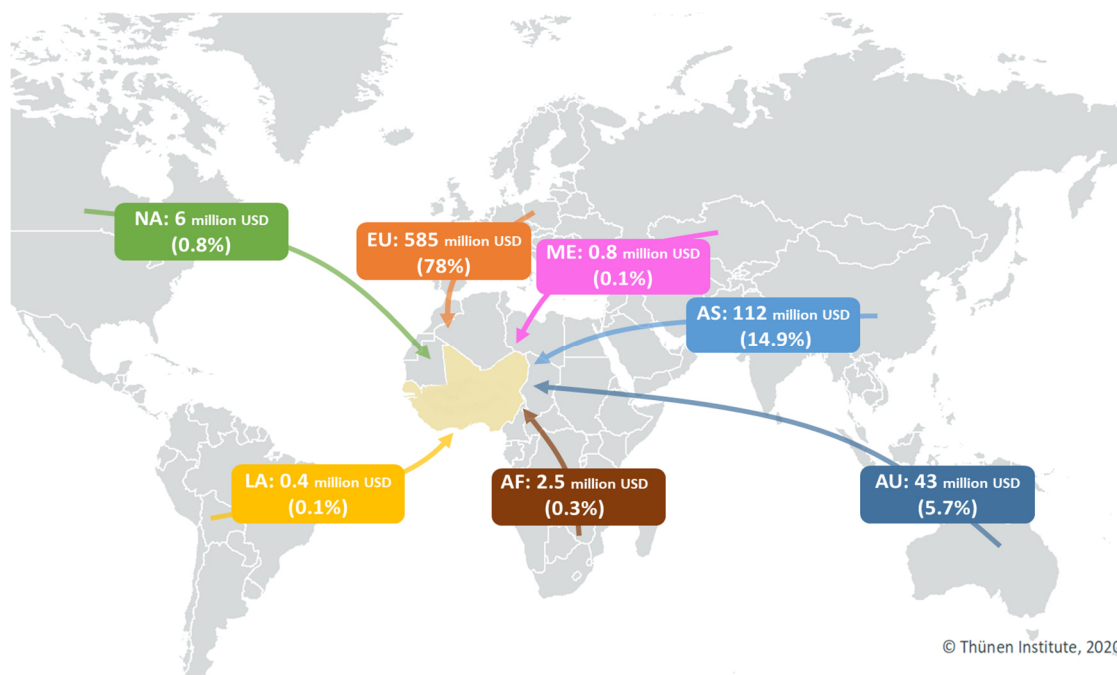 NA: 6 million USD
(0.8%)
EU: 585 million USD
(78%)
ME: 0.8 million USD
(0.1%)
AS: 112 million USD
(14.9%)
LA: 0.4 million USD
(0.1%)
AF: 2.5 million USD
(0.3%)
AU: 43 million USD
(5.7%)
© Thünen Institute, 2020